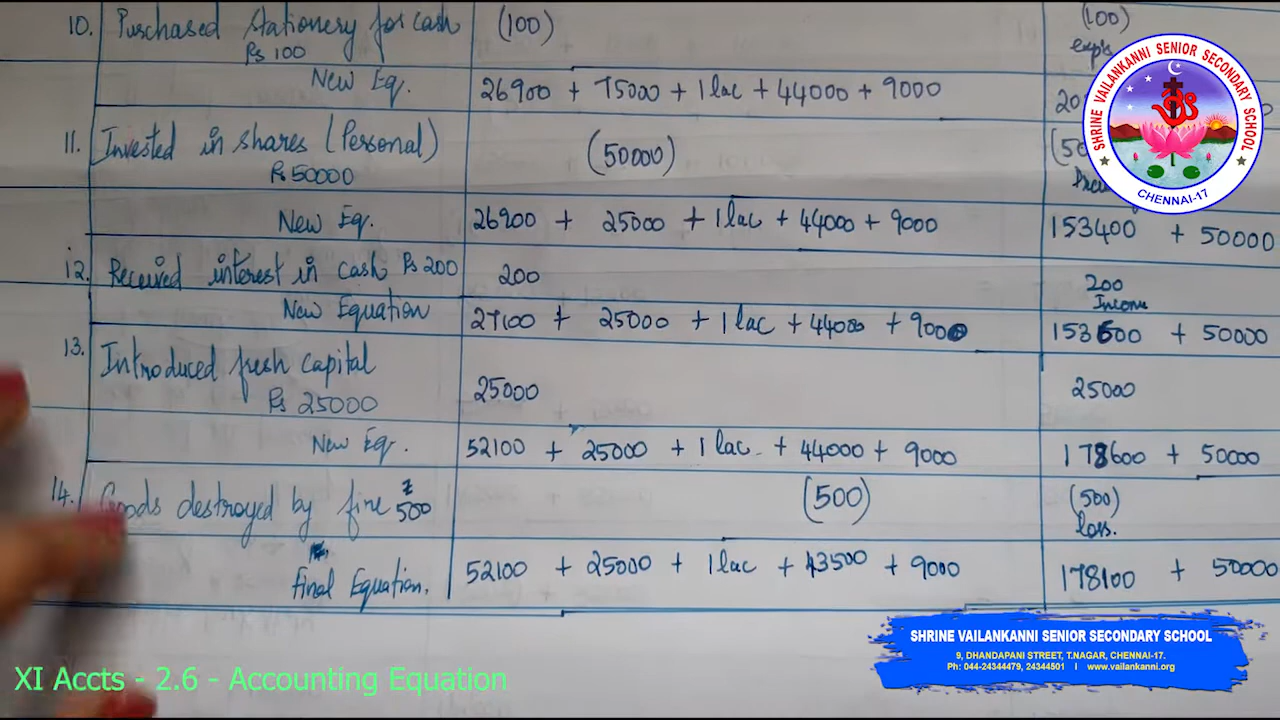 10. Purchased stationery for cash (100) (100)
Rs 100 expls
New Eq. 26900 + 75000 + 1 lac + 44000 + 9000 20
11. Invested in shares (Personal) (50000) (50
Rs 50000
New Eq. 26900 + 25000 + 1 lac + 44000 + 9000 153400 + 50000
12. Received interest in cash Rs 200 200 200
Income
New Equation 27100 + 25000 + 1 lac + 44000 + 9000 153600 + 50000
13. Introduced fresh capital
Rs 25000 25000 25000
New Eq. 52100 + 25000 + 1 lac + 44000 + 9000 178600 + 50000
14. Goods destroyed by fire 500 (500) (500)
loss.
Final Equation. 52100 + 25000 + 1 lac + 43500 + 9000 178100 + 50000
SHRINE VAILANKANNI SENIOR SECONDARY SCHOOL
CHENNAI-17
SHRINE VAILANKANNI SENIOR SECONDARY SCHOOL
9, DHANDAPANI STREET, T.NAGAR, CHENNAI-17.
Ph: 044-24344479, 24344501 I www.vailankanni.org
XI Accts - 2.6 - Accounting Equation